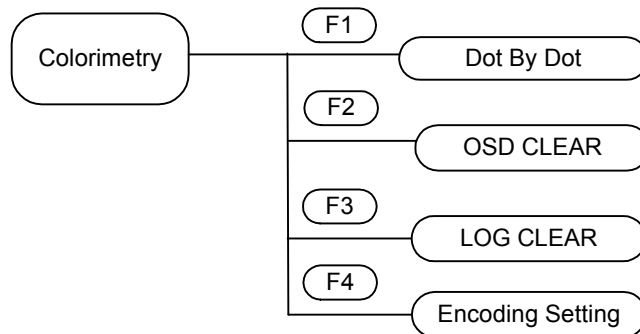 Colorimetry
F1
Dot By Dot
F2
OSD CLEAR
F3
LOG CLEAR
F4
Encoding Setting